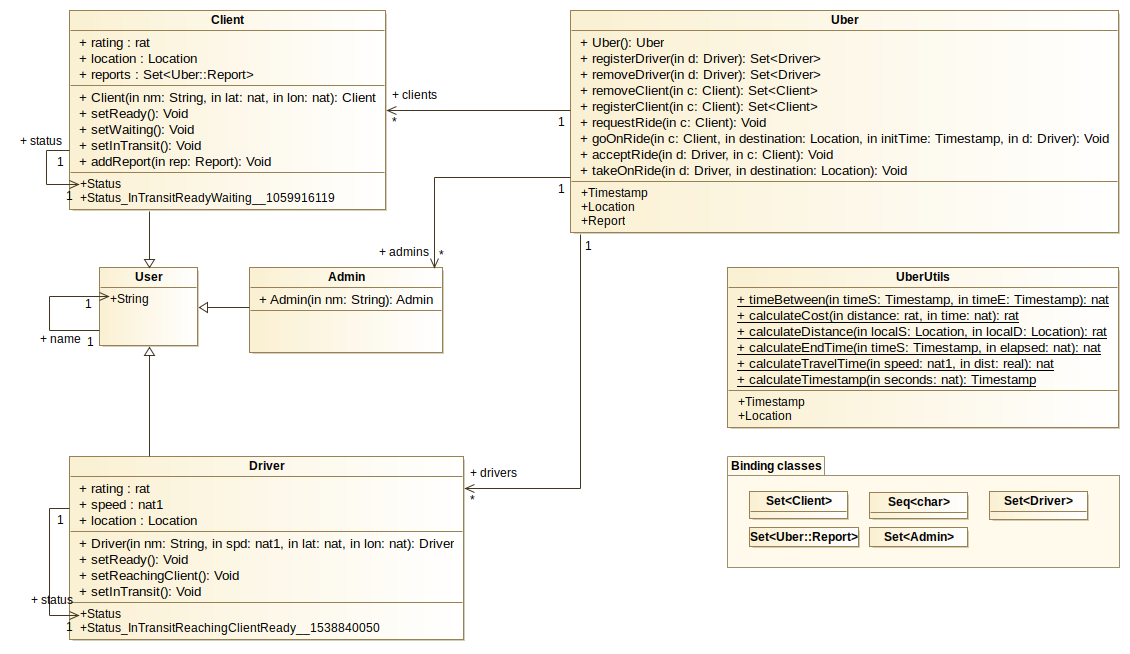 Client
+ rating : rat
+ location : Location
+ reports : Set<Uber::Report>
+ Client(in nm: String, in lat: nat, in lon: nat): Client
+ setReady(): Void
+ setWaiting(): Void
+ setInTransit(): Void
+ addReport(in rep: Report): Void
+Status
+Status_InTransitReadyWaiting__1059916119
+ status
1
1
Uber
+ Uber(): Uber
+ registerDriver(in d: Driver): Set<Driver>
+ removeDriver(in d: Driver): Set<Driver>
+ removeClient(in c: Client): Set<Client>
+ registerClient(in c: Client): Set<Client>
+ requestRide(in c: Client): Void
+ goOnRide(in c: Client, in destination: Location, in initTime: Timestamp, in d: Driver): Void
+ acceptRide(in d: Driver, in c: Client): Void
+ takeOnRide(in d: Driver, in destination: Location): Void
+Timestamp
+Location
+Report
+ clients
*
1
1
+ admins
*
1
User
+String
1
+ name
1
Admin
+ Admin(in nm: String): Admin
UberUtils
+ timeBetween(in timeS: Timestamp, in timeE: Timestamp): nat
+ calculateCost(in distance: rat, in time: nat): rat
+ calculateDistance(in localS: Location, in localD: Location): rat
+ calculateEndTime(in timeS: Timestamp, in elapsed: nat): nat
+ calculateTravelTime(in speed: nat1, in dist: real): nat
+ calculateTimestamp(in seconds: nat): Timestamp
+Timestamp
+Location
Driver
+ rating : rat
+ speed : nat1
+ location : Location
+ Driver(in nm: String, in spd: nat1, in lat: nat, in lon: nat): Driver
+ setReady(): Void
+ setReachingClient(): Void
+ setInTransit(): Void
+Status
+Status_InTransitReachingClientReady__1538840050
1
+ status
1
+ drivers
*
Binding classes
Set<Client>
Seq<char>
Set<Driver>
Set<Uber::Report>
Set<Admin>